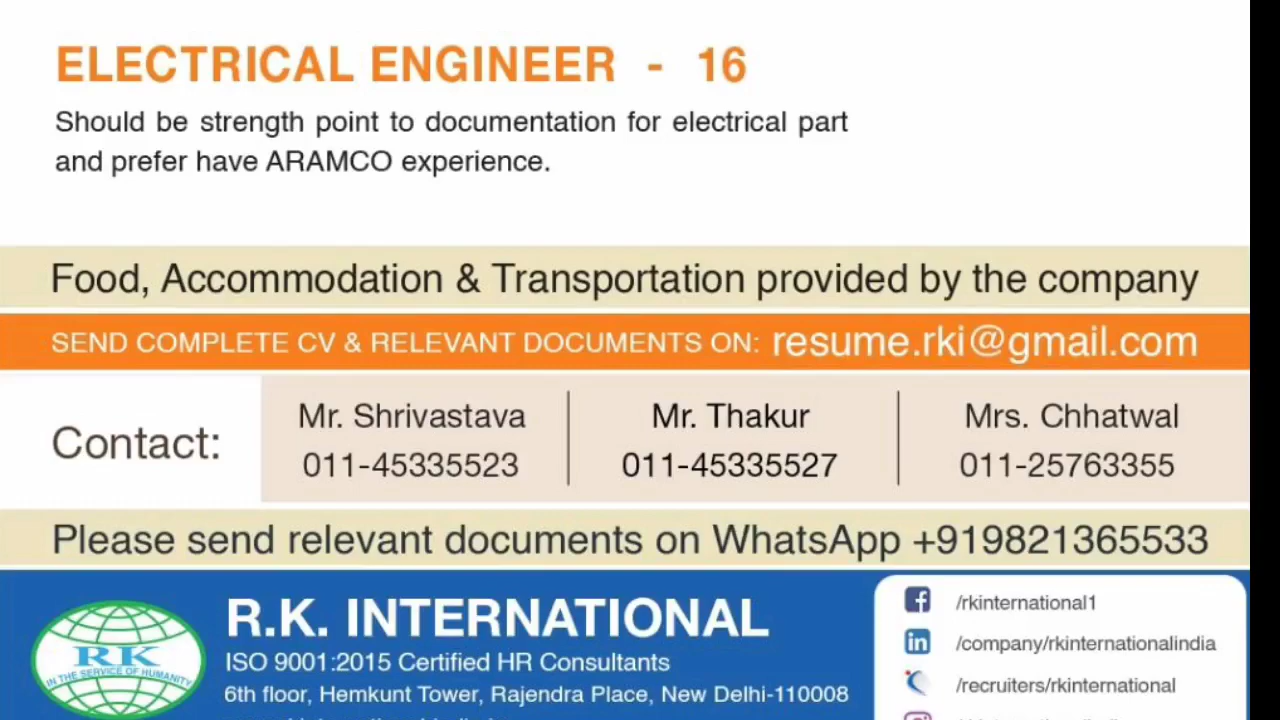 ELECTRICAL ENGINEER - 16
Should be strength point to documentation for electrical part
and prefer have ARAMCO experience.
Food, Accommodation & Transportation provided by the company
SEND COMPLETE CV & RELEVANT DOCUMENTS ON: resume.rki@gmail.com
Contact:
Mr. Shrivastava
011-45335523
Mr. Thakur
011-45335527
Mrs. Chhatwal
011-25763355
Please send relevant documents on WhatsApp +919821365533
RK
IN THE SERVICE OF HUMANITY
R.K. INTERNATIONAL
ISO 9001:2015 Certified HR Consultants
6th floor, Hemkunt Tower, Rajendra Place, New Delhi-110008
/rkinternational1
/company/rkinternationalindia
/recruiters/rkinternational